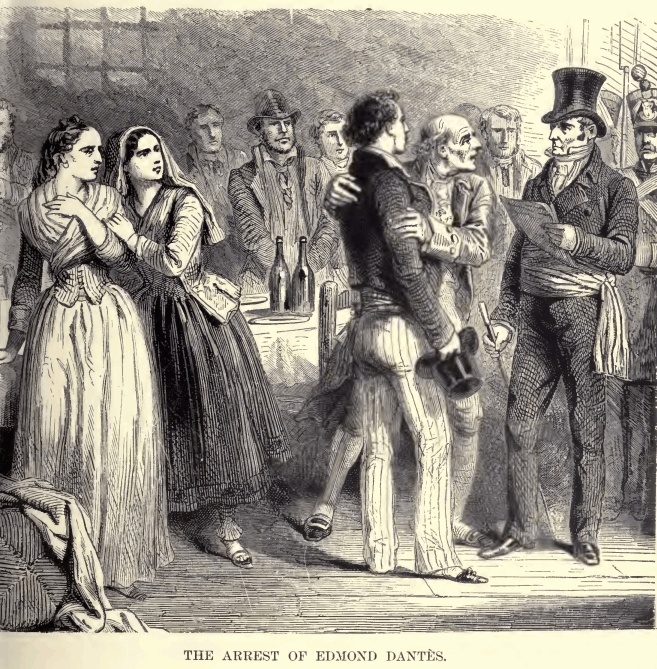 THE ARREST OF EDMOND DANTÈS.